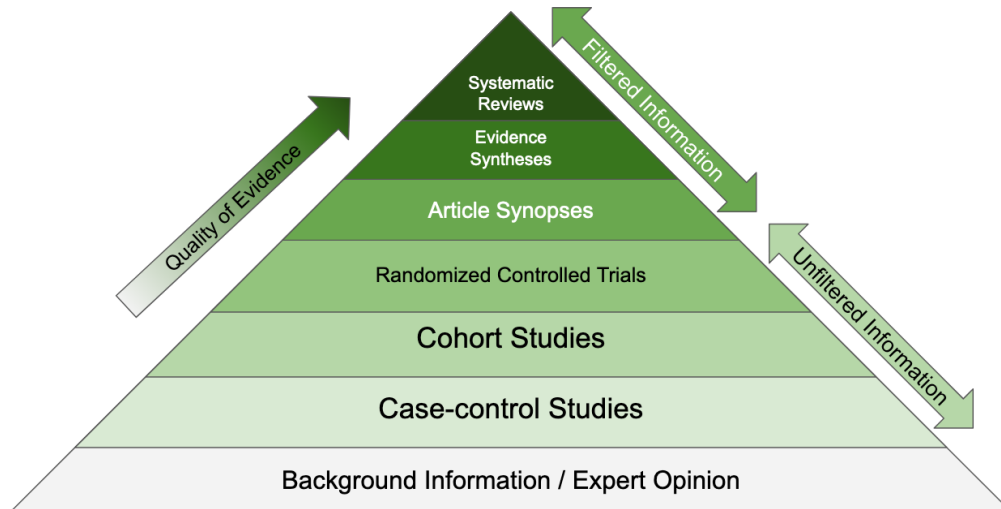 Systematic
Reviews
Evidence
Syntheses
Article Synopses
Randomized Controlled Trials
Cohort Studies
Case-control Studies
Background Information / Expert Opinion
Quality of Evidence
Filtered Information
Unfiltered Information